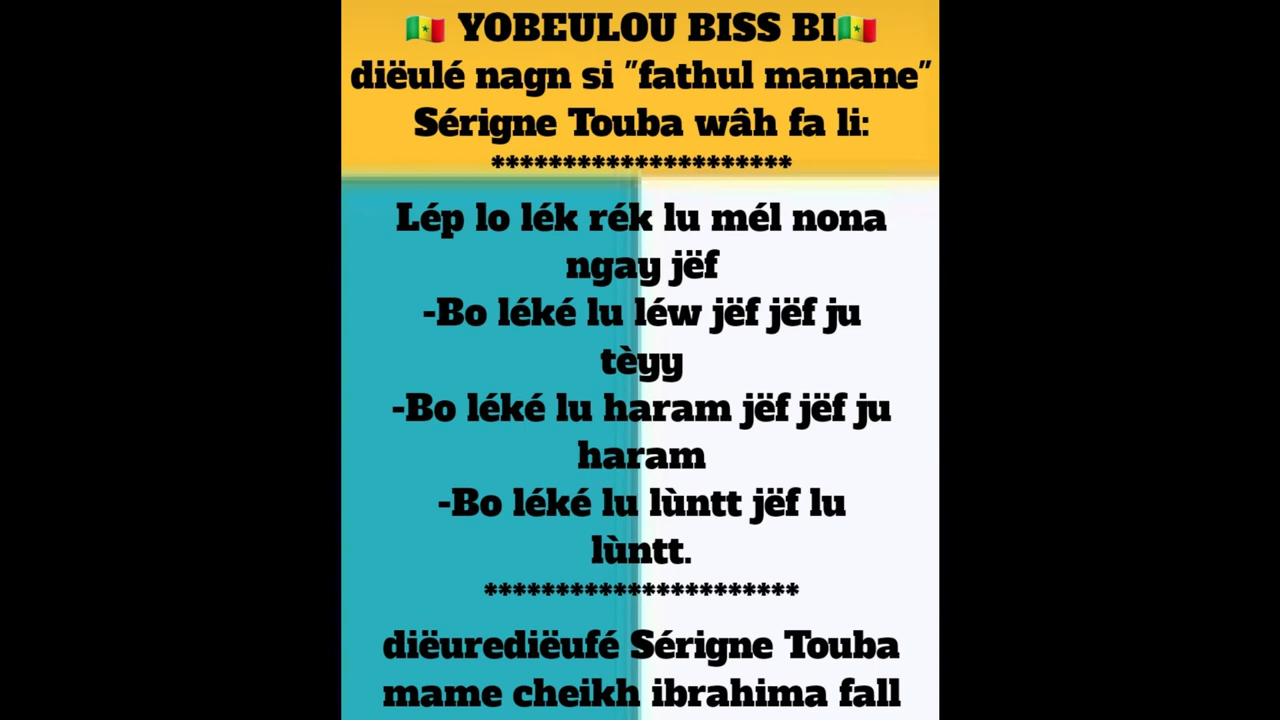 🇸🇳 YOBEULOU BISS BI🇸🇳
diëulé nagn si "fathul manane"
Sérigne Touba wâh fa li:
*********************
Lép lo lék rék lu mél nona
ngay jëf
-Bo léké lu léw jëf jëf ju
tèyy
-Bo léké lu haram jëf jëf ju
haram
-Bo léké lu lùntt jëf lu
lùntt.
**********************
diëurediëufé Sérigne Touba
mame cheikh ibrahima fall